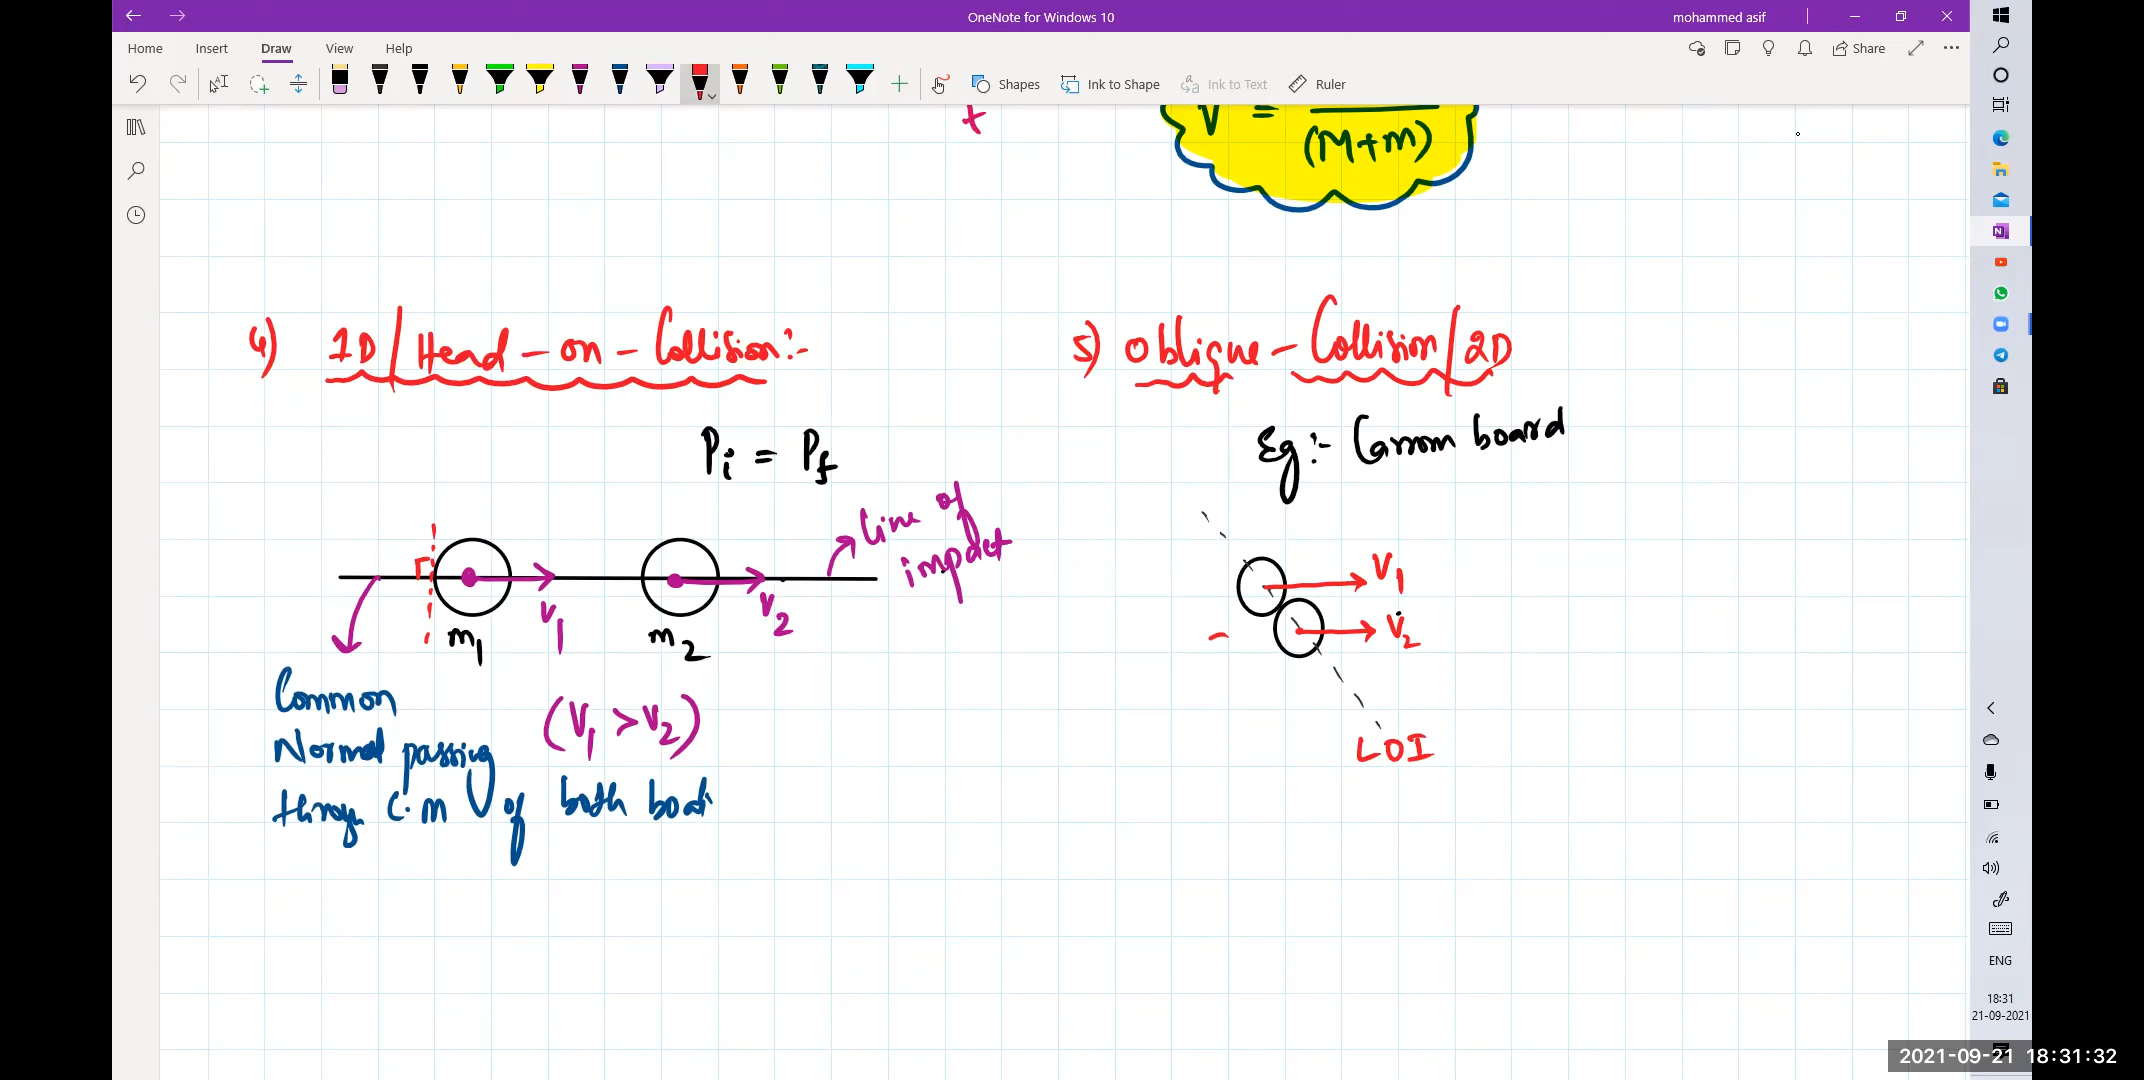 OneNote for Windows 10
mohammed asif
Home Insert Draw View Help
Share
Shapes Ink to Shape Ink to Text Ruler
V =
(M+m)
4) 1D/Head-on-Collision:-
5) Oblique-Collision/2D
Pi = Pf
Eg:- Carrom board
Line of
impact
m1 V1 m2 V2
V1
V2
LOI
(V1 > V2)
Common
Normal passing
throug C.M of both bodi
ENG
18:31
21-09-2021
2021-09-21 18:31:32